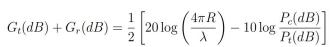 G_t(dB) + G_r(dB) = \frac{1}{2} \left[ 20 \log \left( \frac{4\pi R}{\lambda} \right) - 10 \log \frac{P_c(dB)}{P_t(dB)} \right]